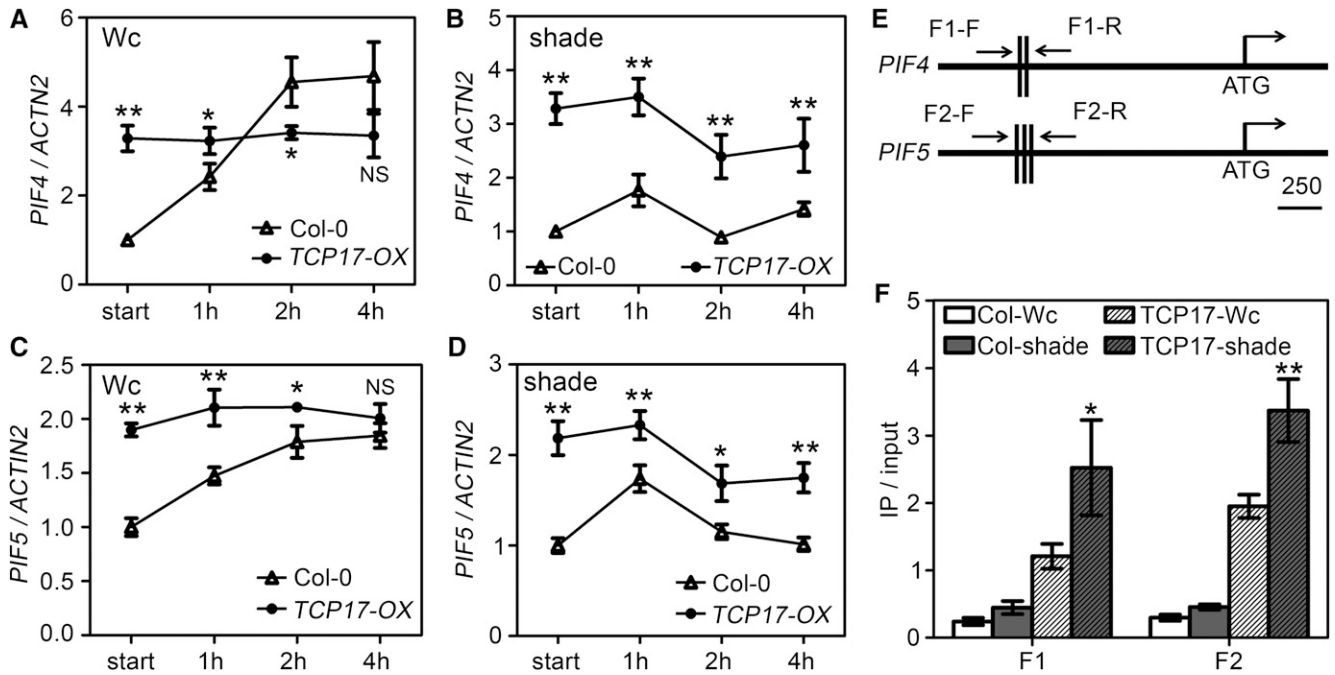 A
Wc
PIF4 / ACTN2
6
4
2
0
**
*
*
NS
Col-0
TCP17-OX
start 1h 2h 4h
B
shade
PIF4 / ACTN2
5
4
3
2
1
0
**
**
**
**
Col-0 TCP17-OX
start 1h 2h 4h
C
Wc
PIF5 / ACTIN2
2.5
2.0
1.5
1.0
0.5
0.0
**
**
*
NS
Col-0
TCP17-OX
start 1h 2h 4h
D
shade
PIF5 / ACTIN2
3
2
1
0
**
**
*
**
Col-0
TCP17-OX
start 1h 2h 4h
E
F1-F F1-R
PIF4
ATG
F2-F F2-R
PIF5
ATG
250
F
IP / input
5
4
3
2
1
0
Col-Wc TCP17-Wc
Col-shade TCP17-shade
*
**
F1 F2